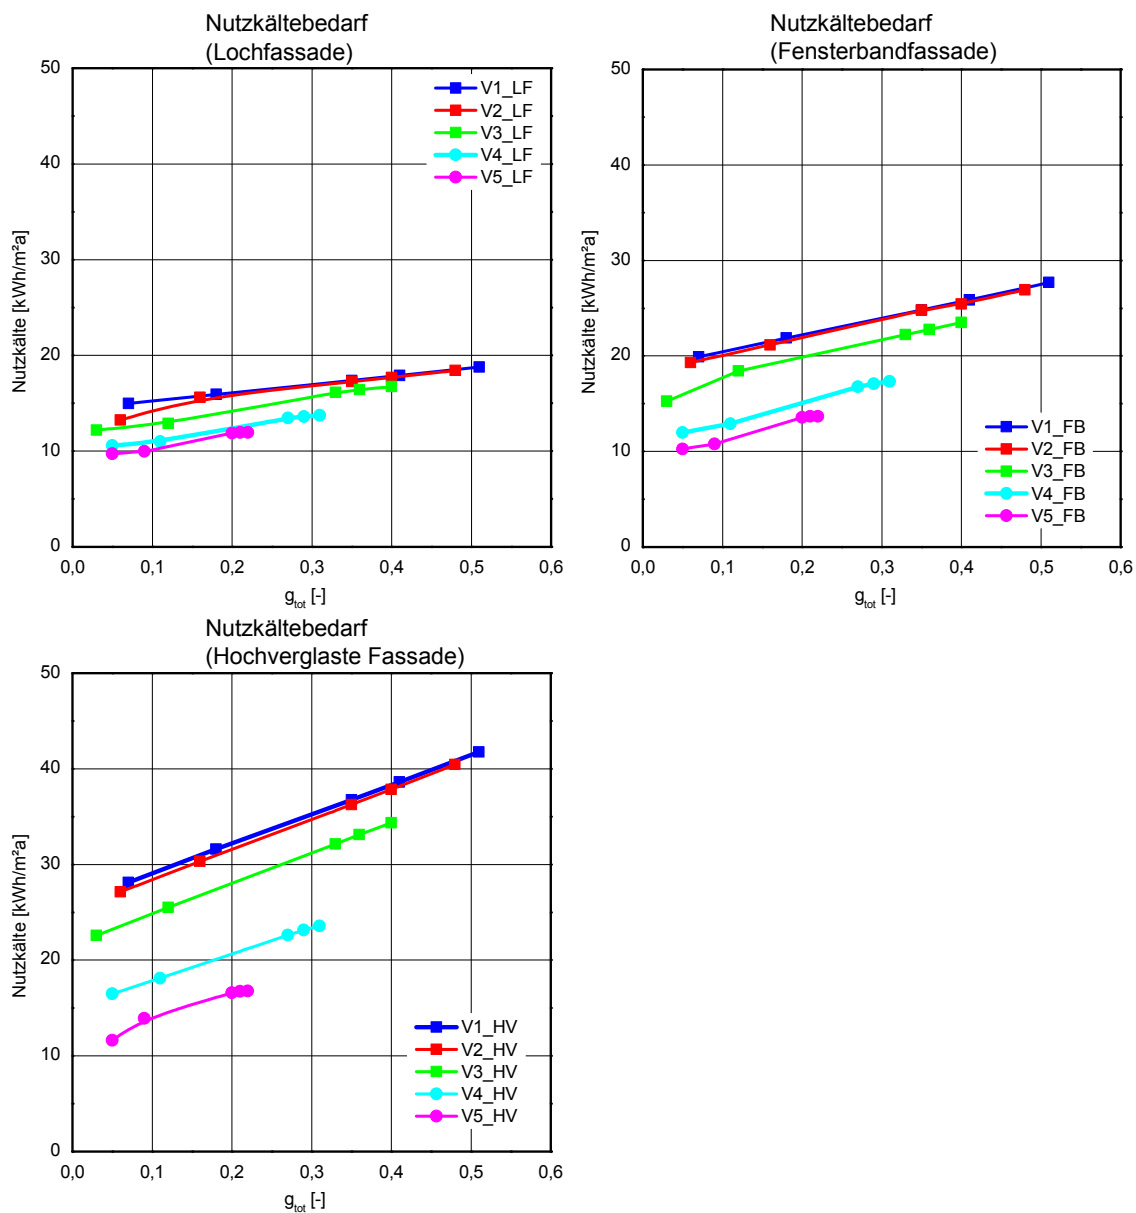 Nutzkältebedarf
(Lochfassade)
50
40
30
20
10
0
Nutzkälte [kWh/m²a]
V1_LF
V2_LF
V3_LF
V4_LF
V5_LF
0,0 0,1 0,2 0,3 0,4 0,5 0,6
g_tot [-]
Nutzkältebedarf
(Fensterbandfassade)
50
40
30
20
10
0
Nutzkälte [kWh/m²a]
V1_FB
V2_FB
V3_FB
V4_FB
V5_FB
0,0 0,1 0,2 0,3 0,4 0,5 0,6
g_tot [-]
Nutzkältebedarf
(Hochverglaste Fassade)
50
40
30
20
10
0
Nutzkälte [kWh/m²a]
V1_HV
V2_HV
V3_HV
V4_HV
V5_HV
0,0 0,1 0,2 0,3 0,4 0,5 0,6
g_tot [-]